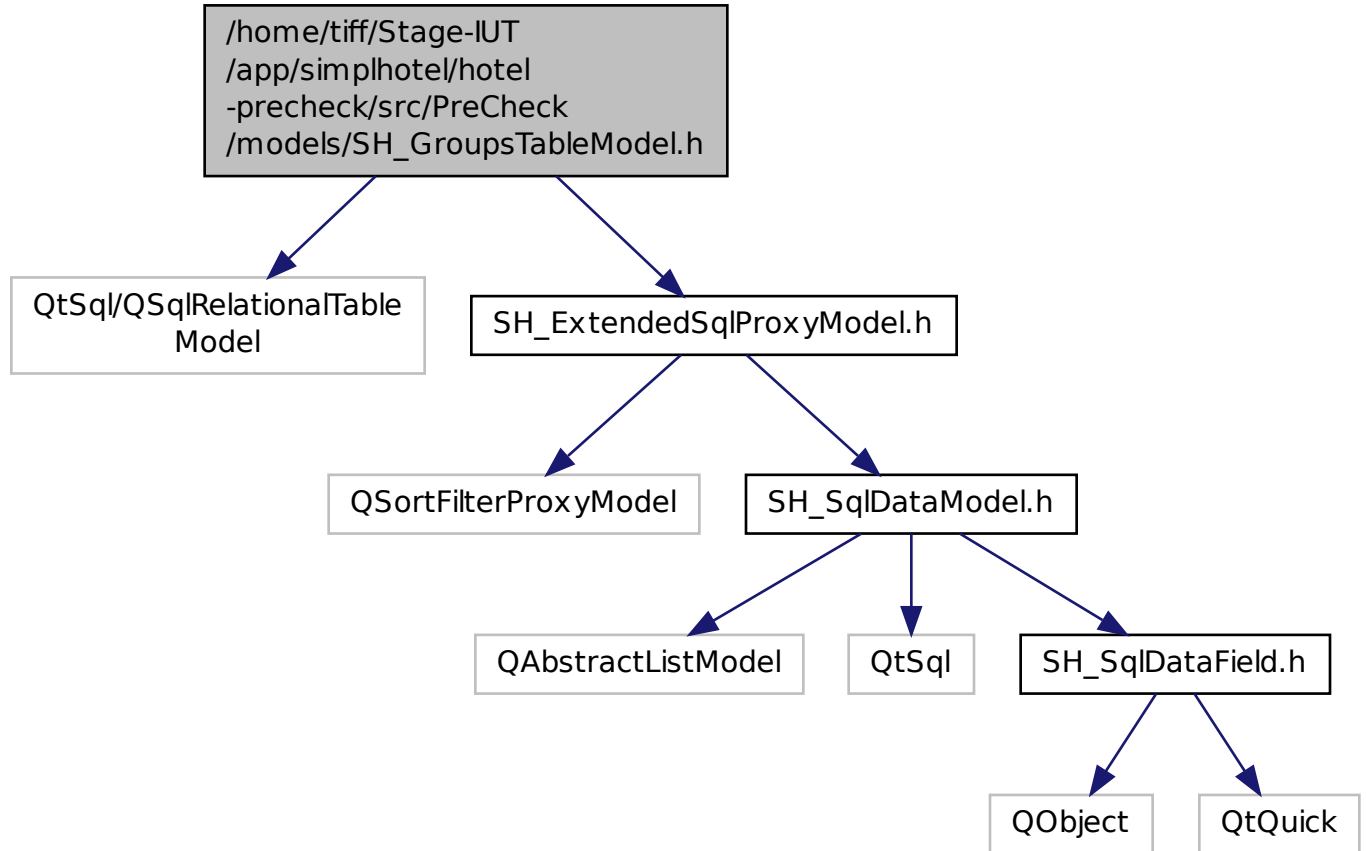 /home/tiff/Stage-IUT
/app/simplhotel/hotel
-precheck/src/PreCheck
/models/SH_GroupsTableModel.h
QtSql/QSqlRelationalTable
Model
SH_ExtendedSqlProxyModel.h
QSortFilterProxyModel
SH_SqlDataModel.h
QAbstractListModel
QtSql
SH_SqlDataField.h
QObject
QtQuick